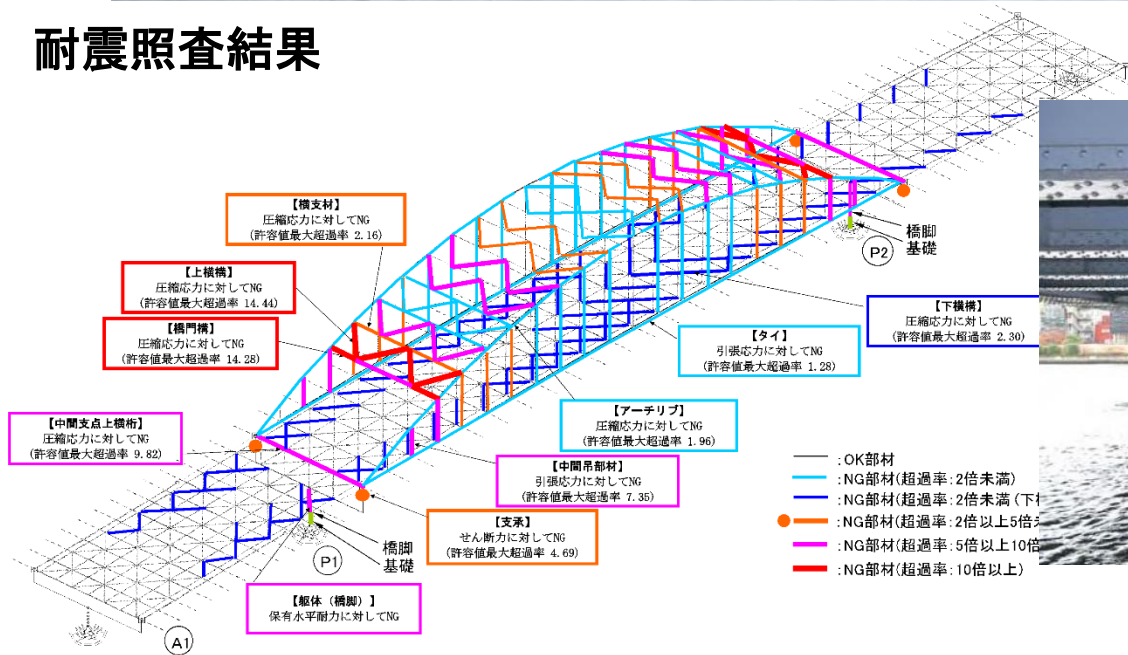 耐震照査結果
【横支材】
圧縮応力に対してNG
(許容値最大超過率 2.16)
【上横構】
圧縮応力に対してNG
(許容値最大超過率 14.44)
【橋門構】
圧縮応力に対してNG
(許容値最大超過率 14.28)
【中間支点上横桁】
圧縮応力に対してNG
(許容値最大超過率 9.82)
橋脚
基礎
P2
【下横構】
圧縮応力に対してNG
(許容値最大超過率 2.30)
【タイ】
引張応力に対してNG
(許容値最大超過率 1.28)
【アーチリブ】
圧縮応力に対してNG
(許容値最大超過率 1.96)
【中間吊部材】
引張応力に対してNG
(許容値最大超過率 7.35)
【支承】
せん断力に対してNG
(許容値最大超過率 4.69)
橋脚
基礎
P1
【躯体（橋脚）】
保有水平耐力に対してNG
A1
:OK部材
:NG部材(超過率:2倍未満)
:NG部材(超過率:2倍未満(下
:NG部材(超過率:2倍以上5倍
:NG部材(超過率:5倍以上10倍
:NG部材(超過率:10倍以上)